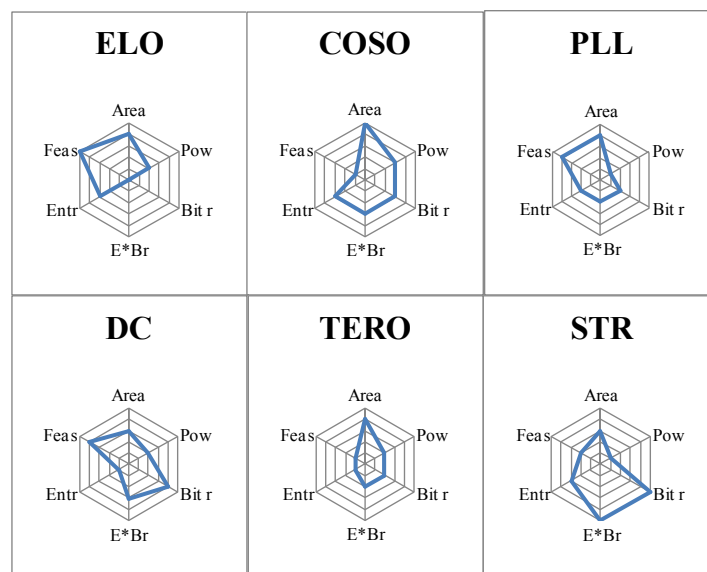 ELO
COSO
PLL
Area
Area
Area
Feas
Pow
Feas
Pow
Feas
Pow
Entr
Bit r
Entr
Bit r
Entr
Bit r
E*Br
E*Br
E*Br
DC
TERO
STR
Area
Area
Area
Feas
Pow
Feas
Pow
Feas
Pow
Entr
Bit r
Entr
Bit r
Entr
Bit r
E*Br
E*Br
E*Br